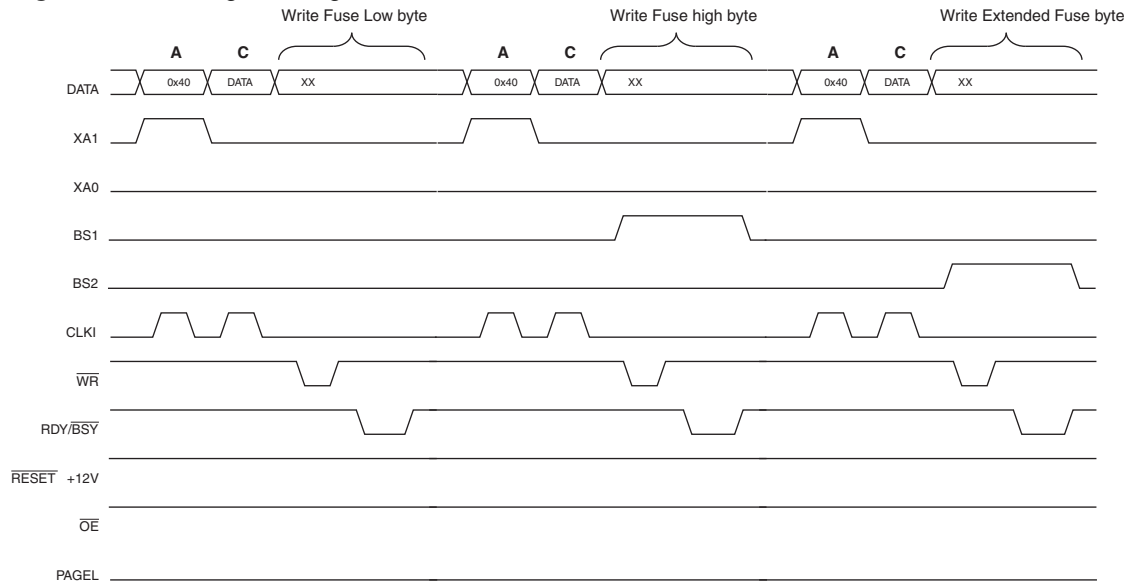 Write Fuse Low byte Write Fuse high byte Write Extended Fuse byte
A C A C A C
DATA 0x40 DATA XX 0x40 DATA XX 0x40 DATA XX
XA1
XA0
BS1
BS2
CLKI
WR
RDY/BSY
RESET +12V
OE
PAGEL